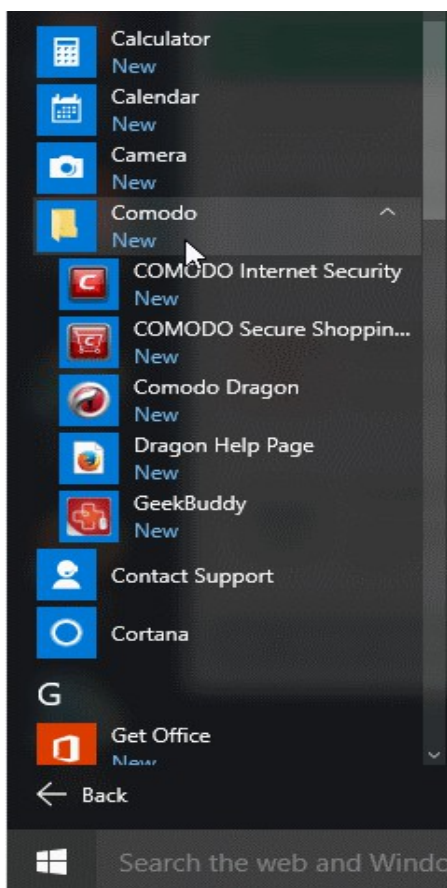 Calculator
New
Calendar
New
Camera
New
Comodo
New
COMODO Internet Security
New
COMODO Secure Shoppin...
New
Comodo Dragon
New
Dragon Help Page
New
GeekBuddy
New
Contact Support
Cortana
G
Get Office
New
Back
Search the web and Windo